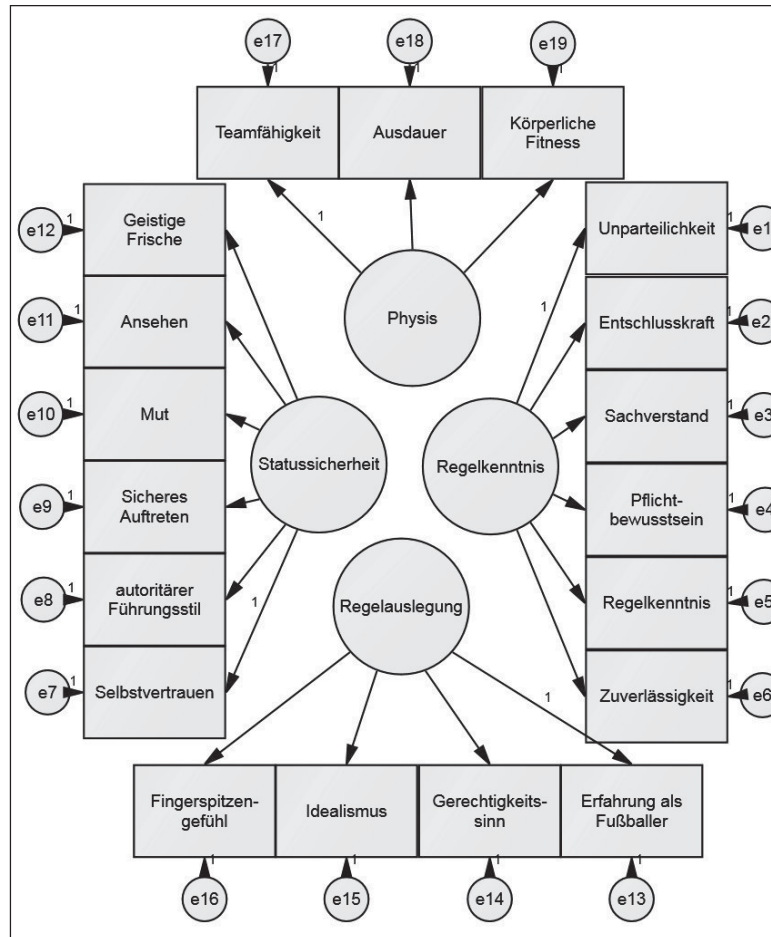 e17
e18
e19
1
1
1
Teamfähigkeit
Ausdauer
Körperliche
Fitness
1
Physis
e12
1
Geistige
Frische
e11
1
Ansehen
e10
1
Mut
e9
1
Sicheres
Auftreten
e8
1
autoritärer
Führungsstil
e7
1
Selbstvertrauen
1
Statussicherheit
Regelkenntnis
1
Unparteilichkeit
1
e1
Entschlusskraft
1
e2
Sachverstand
1
e3
Pflicht-
bewusstsein
1
e4
Regelkenntnis
1
e5
Zuverlässigkeit
1
e6
Regelauslegung
1
Fingerspitzen-
gefühl
Idealismus
Gerechtigkeits-
sinn
Erfahrung als
Fußballer
1
1
1
1
e16
e15
e14
e13